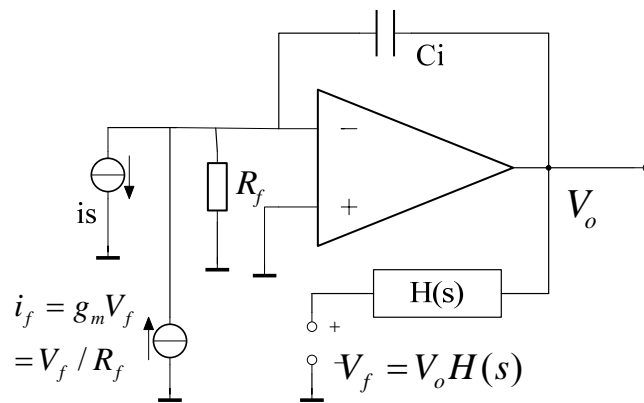 Ci
−
+
R_f
is
V_o
H(s)
i_f = g_m V_f
= V_f / R_f
+
−
V_f = V_o H(s)